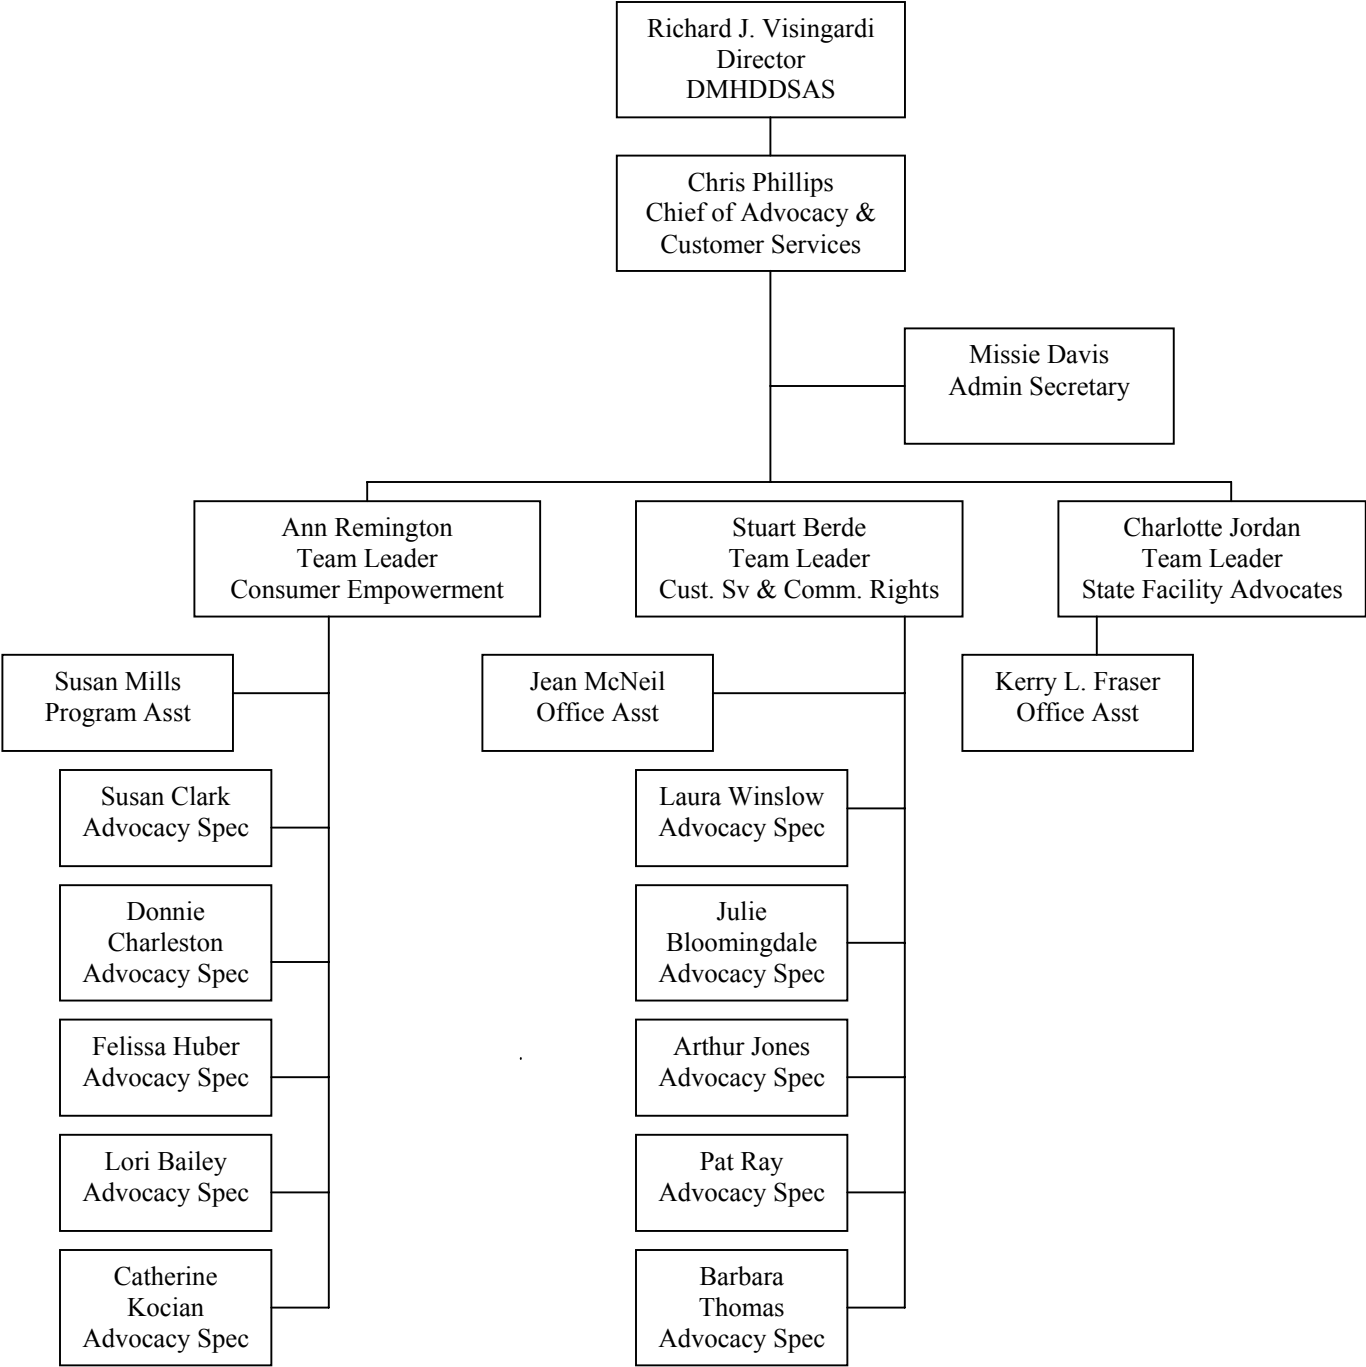 Richard J. Visingardi
Director
DMHDDSAS
Chris Phillips
Chief of Advocacy &
Customer Services
Missie Davis
Admin Secretary
Ann Remington
Team Leader
Consumer Empowerment
Stuart Berde
Team Leader
Cust. Sv & Comm. Rights
Charlotte Jordan
Team Leader
State Facility Advocates
Susan Mills
Program Asst
Jean McNeil
Office Asst
Kerry L. Fraser
Office Asst
Susan Clark
Advocacy Spec
Laura Winslow
Advocacy Spec
Donnie
Charleston
Advocacy Spec
Julie
Bloomingdale
Advocacy Spec
Felissa Huber
Advocacy Spec
Arthur Jones
Advocacy Spec
Lori Bailey
Advocacy Spec
Pat Ray
Advocacy Spec
Catherine
Kocian
Advocacy Spec
Barbara
Thomas
Advocacy Spec